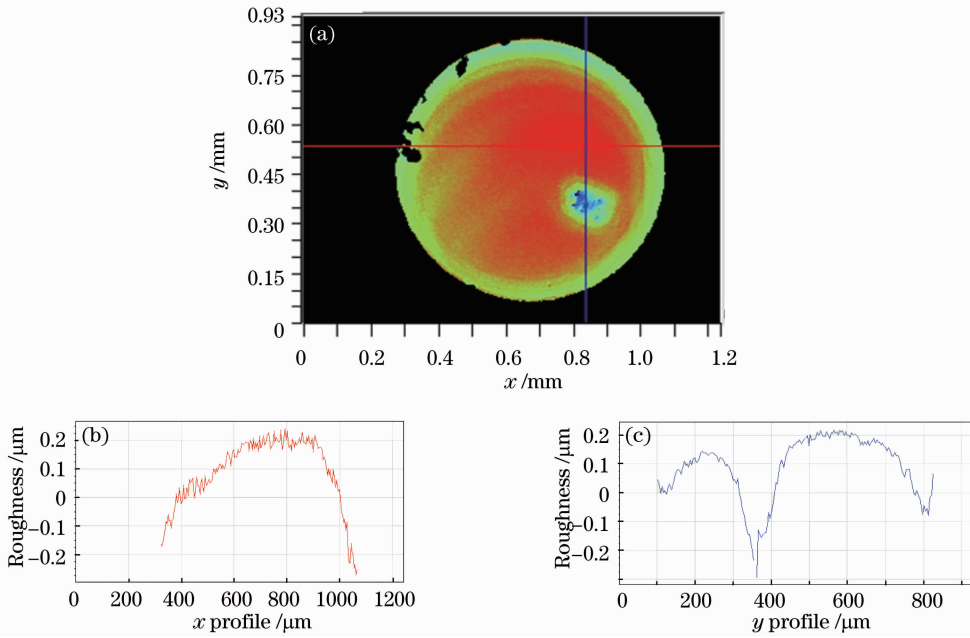 (a)
0.93
0.75
0.60
0.45
0.30
0.15
0
y /mm
0 0.2 0.4 0.6 0.8 1.0 1.2
x /mm
(b)
0.2
0.1
0
−0.1
−0.2
Roughness /μm
0 200 400 600 800 1000 1200
x profile /μm
(c)
0.2
0.1
0
−0.1
−0.2
Roughness /μm
0 200 400 600 800
y profile /μm